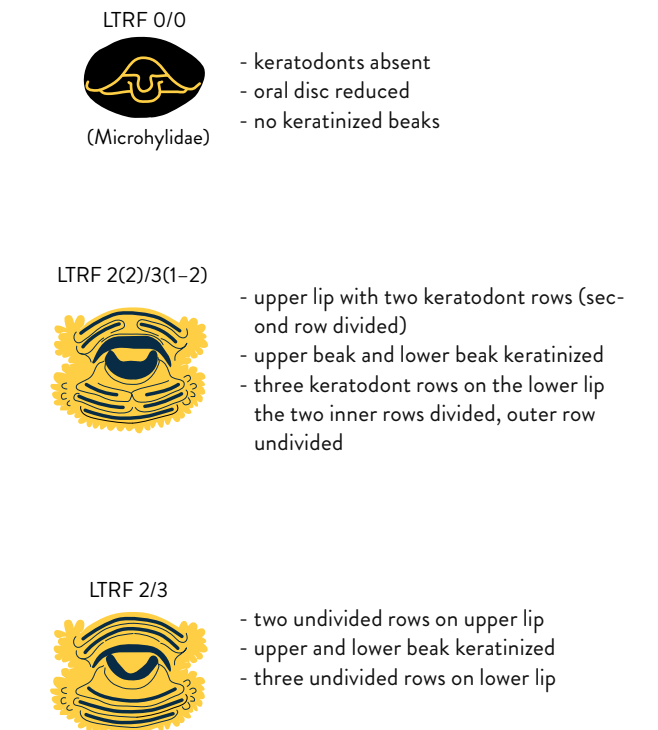 LTRF 0/0
- keratodonts absent
- oral disc reduced
- no keratinized beaks
(Microhylidae)
LTRF 2(2)/3(1–2)
- upper lip with two keratodont rows (sec-
ond row divided)
- upper beak and lower beak keratinized
- three keratodont rows on the lower lip
the two inner rows divided, outer row
undivided
LTRF 2/3
- two undivided rows on upper lip
- upper and lower beak keratinized
- three undivided rows on lower lip